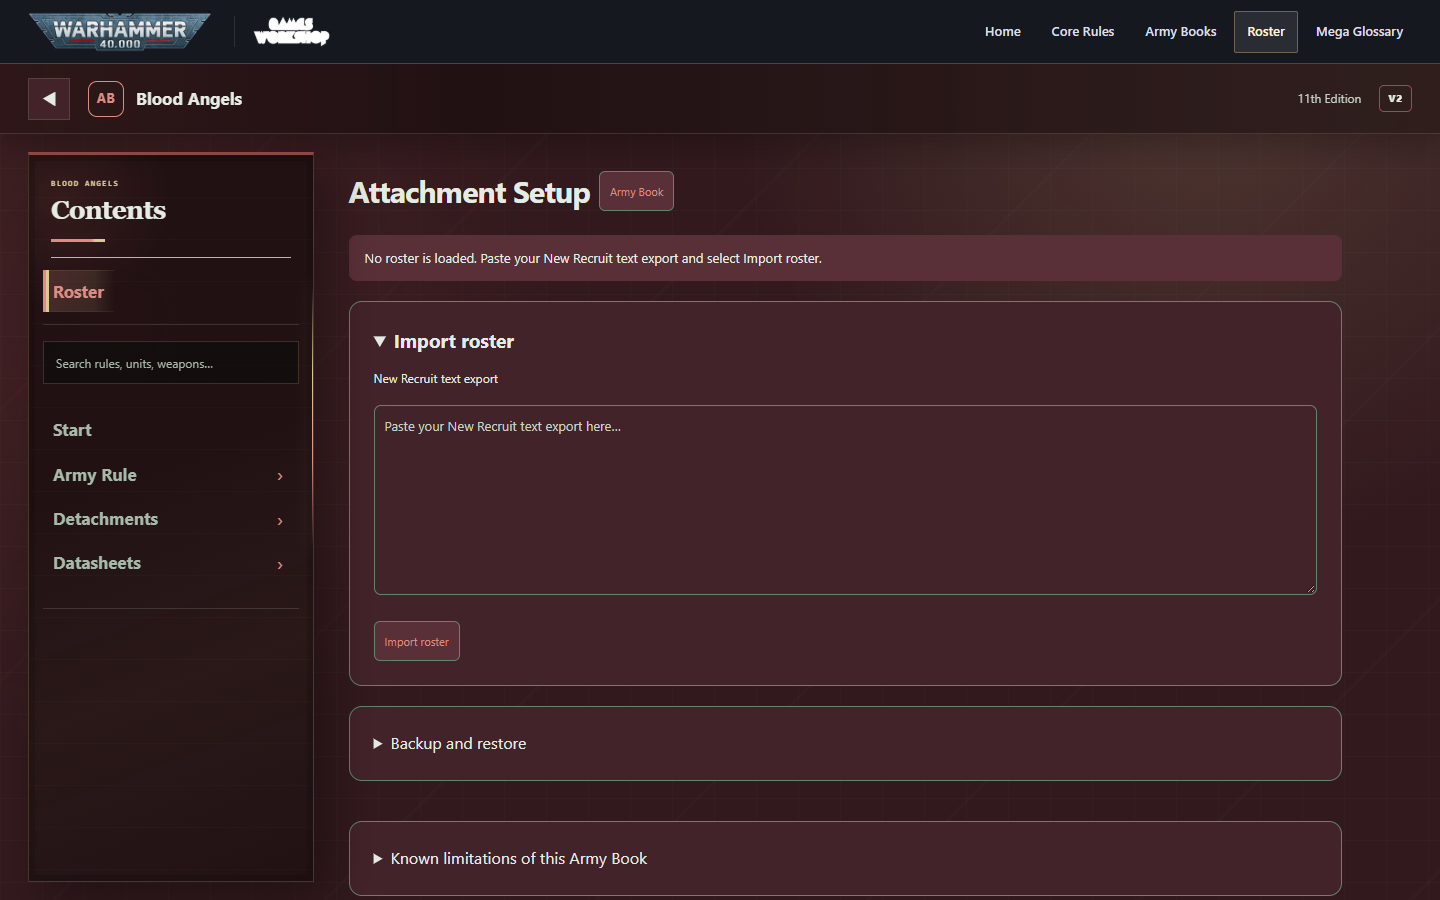 WARHAMMER
40,000
GAMES
WORKSHOP
Home
Core Rules
Army Books
Roster
Mega Glossary
AB
Blood Angels
11th Edition
V2
BLOOD ANGELS
Contents
Roster
Search rules, units, weapons...
Start
Army Rule
Detachments
Datasheets
Attachment Setup
Army Book
No roster is loaded. Paste your New Recruit text export and select Import roster.
Import roster
New Recruit text export
Paste your New Recruit text export here...
Import roster
Backup and restore
Known limitations of this Army Book